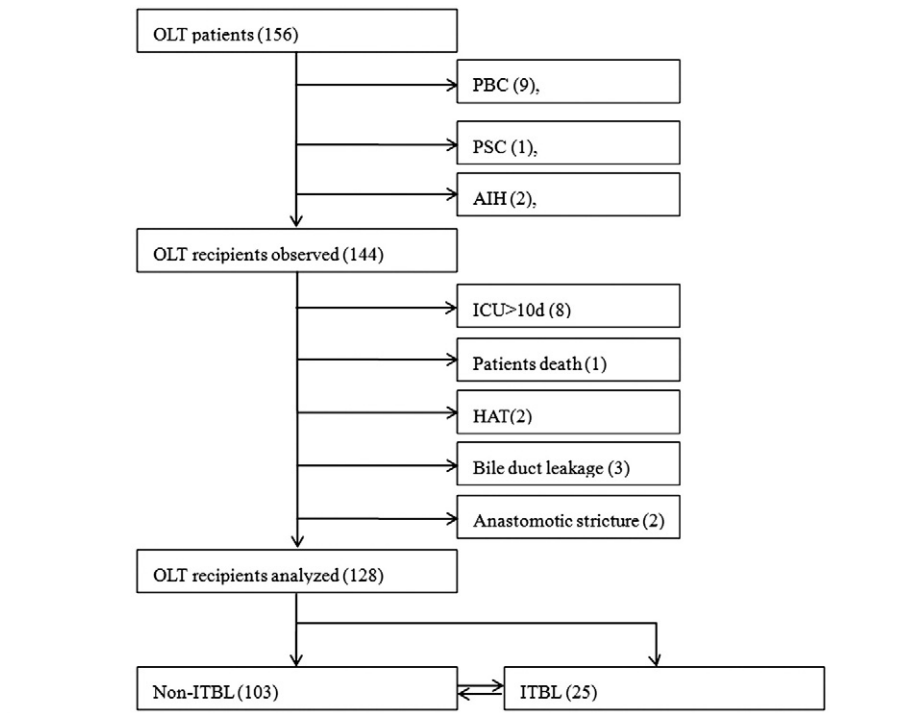 OLT patients (156)
PBC (9),
PSC (1),
AIH (2),
OLT recipients observed (144)
ICU>10d (8)
Patients death (1)
HAT(2)
Bile duct leakage (3)
Anastomotic stricture (2)
OLT recipients analyzed (128)
Non-ITBL (103)
ITBL (25)